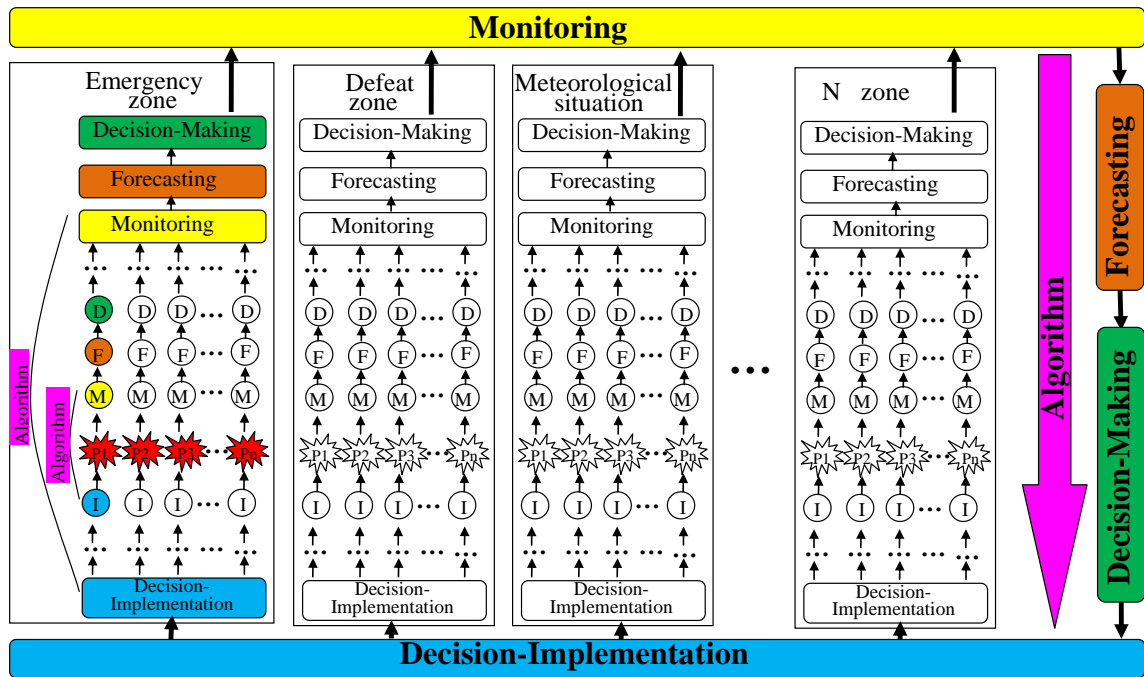 Monitoring
Emergency
zone
Decision-Making
Forecasting
Monitoring
... ... ... ... ...
D D D ... D
F F F ... F
M M M ... M
P1 P2 P3 ... Pn
I I I ... I
... ... ... ... ...
Decision-
Implementation
Algorithm
Algorithm
Defeat
zone
Decision-Making
Forecasting
Monitoring
... ... ... ... ...
D D D ... D
F F F ... F
M M M ... M
P1 P2 P3 ... Pn
I I I ... I
... ... ... ... ...
Decision-
Implementation
Meteorological
situation
Decision-Making
Forecasting
Monitoring
... ... ... ... ...
D D D ... D
F F F ... F
M M M ... M
P1 P2 P3 ... Pn
I I I ... I
... ... ... ... ...
Decision-
Implementation
...
N zone
Decision-Making
Forecasting
Monitoring
... ... ... ... ...
D D D ... D
F F F ... F
M M M ... M
P1 P2 P3 ... Pn
I I I ... I
... ... ... ... ...
Decision-
Implementation
Algorithm
Forecasting
Decision-Making
Decision-Implementation